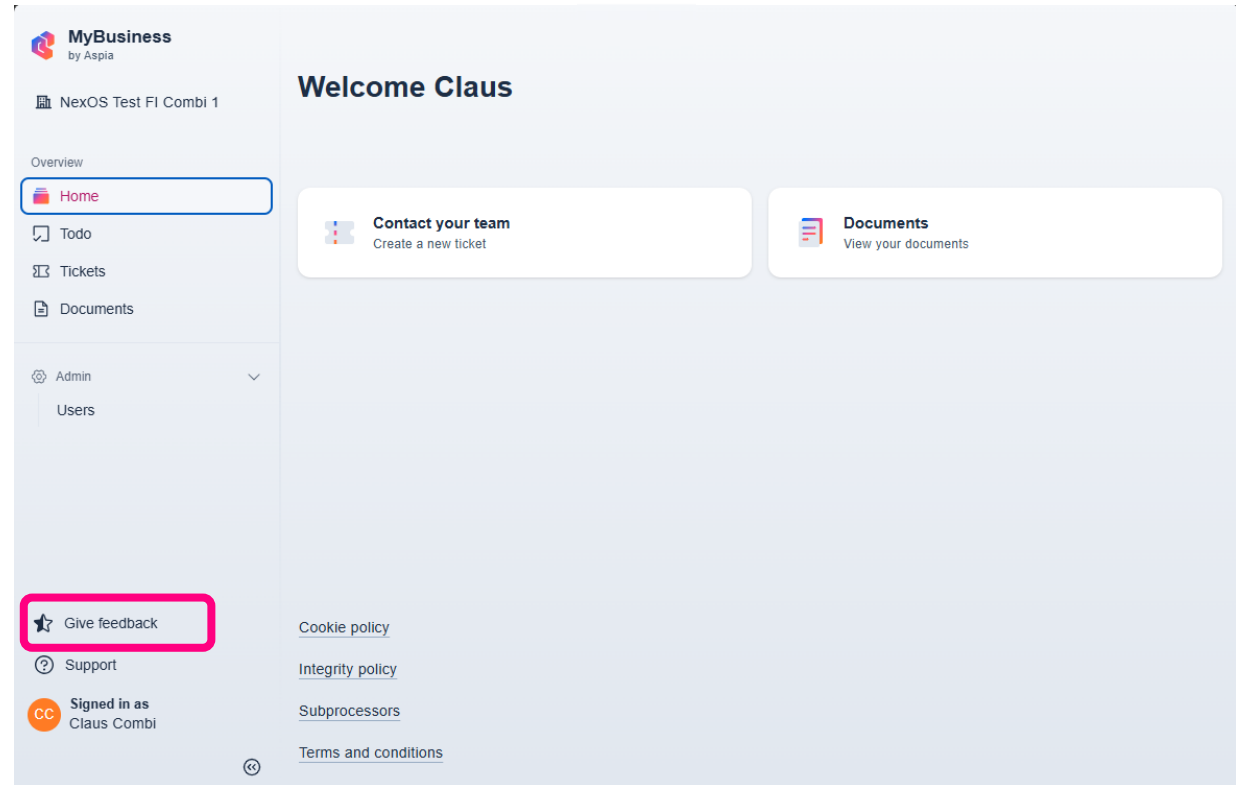 MyBusiness
by Aspia
NexOS Test FI Combi 1
Overview
Home
Todo
Tickets
Documents
Admin
Users
Give feedback
Support
CC
Signed in as
Claus Combi
Welcome Claus
Contact your team
Create a new ticket
Documents
View your documents
Cookie policy
Integrity policy
Subprocessors
Terms and conditions